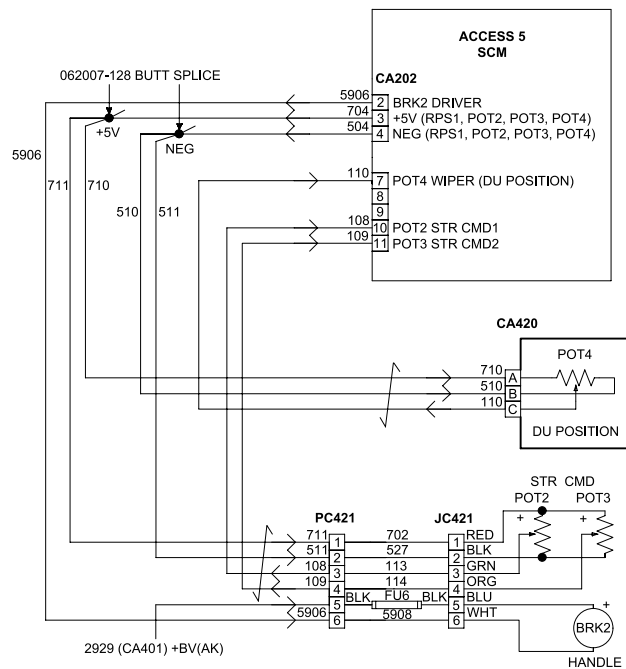 ACCESS 5
SCM
062007-128 BUTT SPLICE
CA202
5906 2 BRK2 DRIVER
704 3 +5V (RPS1, POT2, POT3, POT4)
504 4 NEG (RPS1, POT2, POT3, POT4)
+5V
NEG
5906
711 710
510 511
110 7 POT4 WIPER (DU POSITION)
8
9
108 10 POT2 STR CMD1
109 11 POT3 STR CMD2
CA420
POT4
710 A
510 B
110 C
DU POSITION
STR CMD
POT2 POT3
PC421 JC421
+ +
711 1 702 1 RED
511 2 527 2 BLK
108 3 113 3 GRN
109 4 114 4 ORG
5 BLK FU6 BLK 5 BLU
5906 6 5908 6 WHT
+
BRK2
HANDLE
2929 (CA401) +BV(AK)